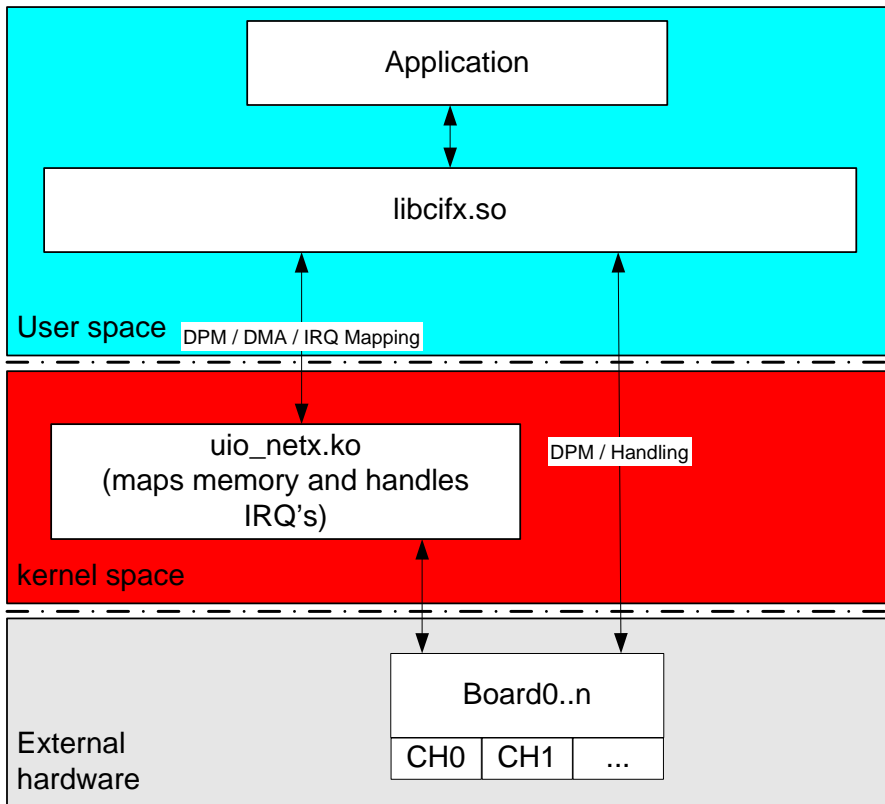 Application
libcifx.so
User space
DPM / DMA / IRQ Mapping
uio_netx.ko
(maps memory and handles
IRQ's)
DPM / Handling
kernel space
Board0..n
CH0
CH1
...
External
hardware